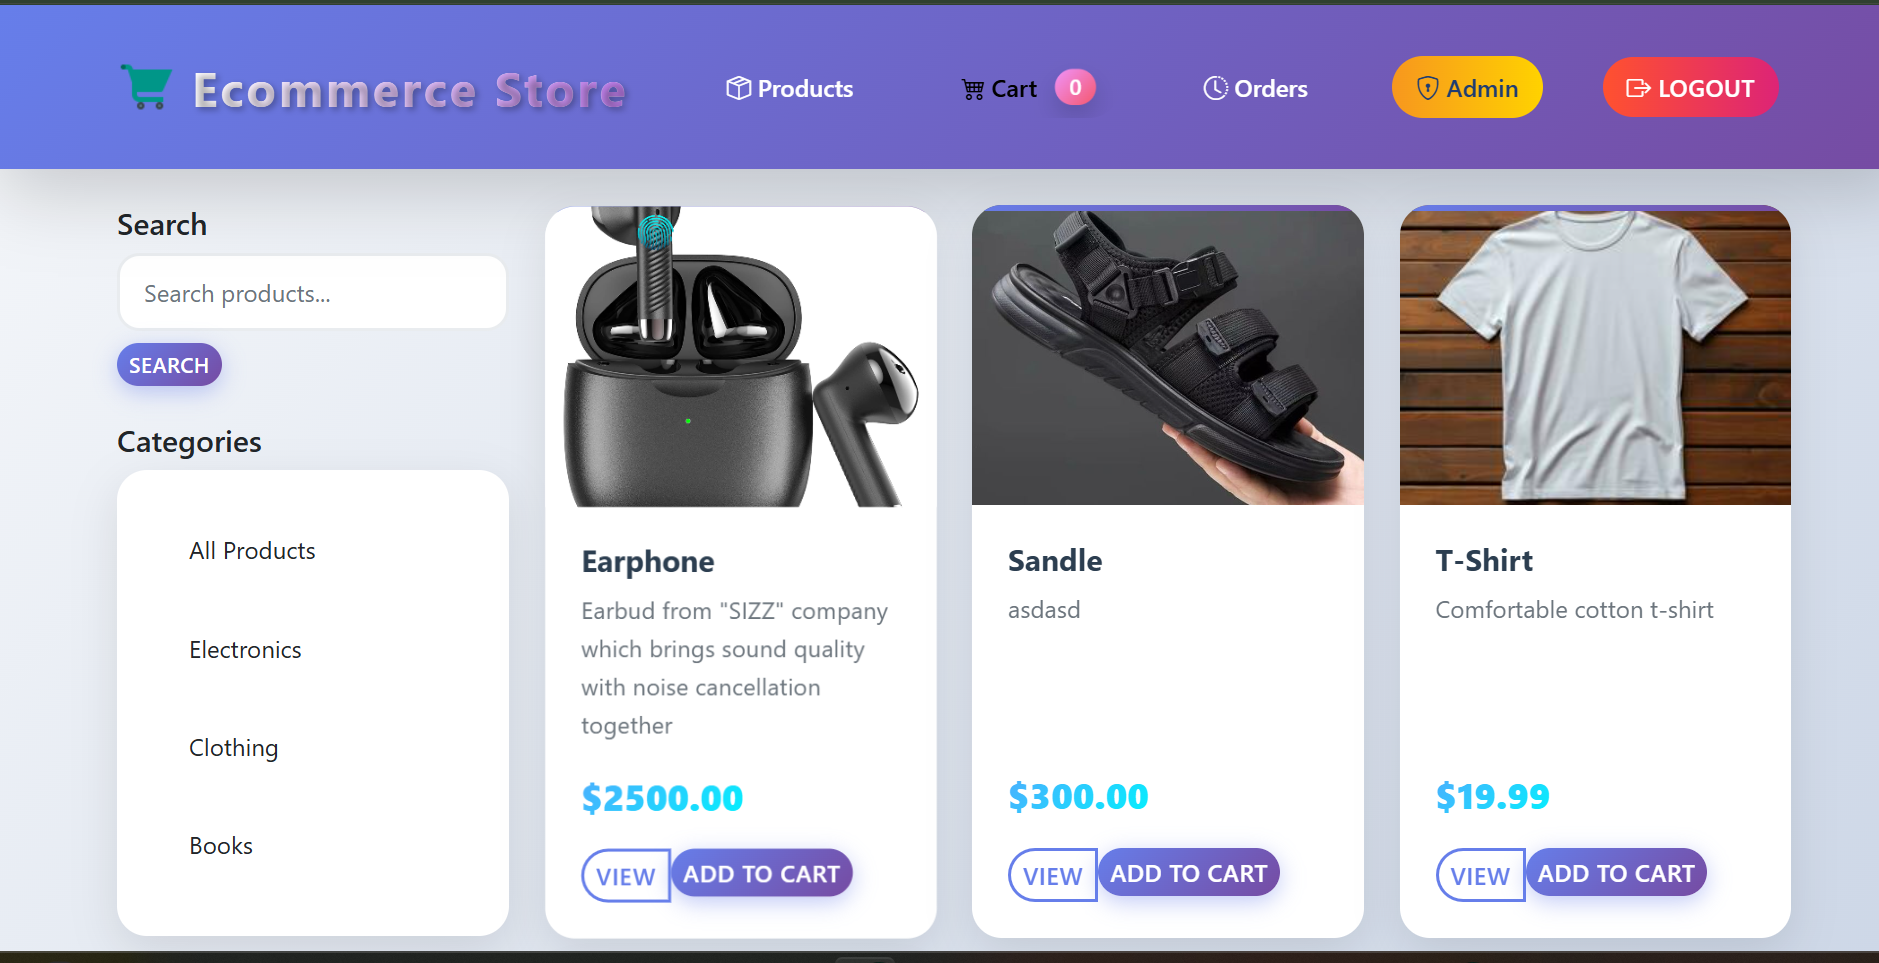 Ecommerce Store
Products
Cart 0
Orders
Admin
LOGOUT
Search
Search products...
SEARCH
Categories
All Products
Electronics
Clothing
Books
Earphone
Earbud from "SIZZ" company
which brings sound quality
with noise cancellation
together
$2500.00
VIEW ADD TO CART
Sandle
asdasd
$300.00
VIEW ADD TO CART
T-Shirt
Comfortable cotton t-shirt
$19.99
VIEW ADD TO CART